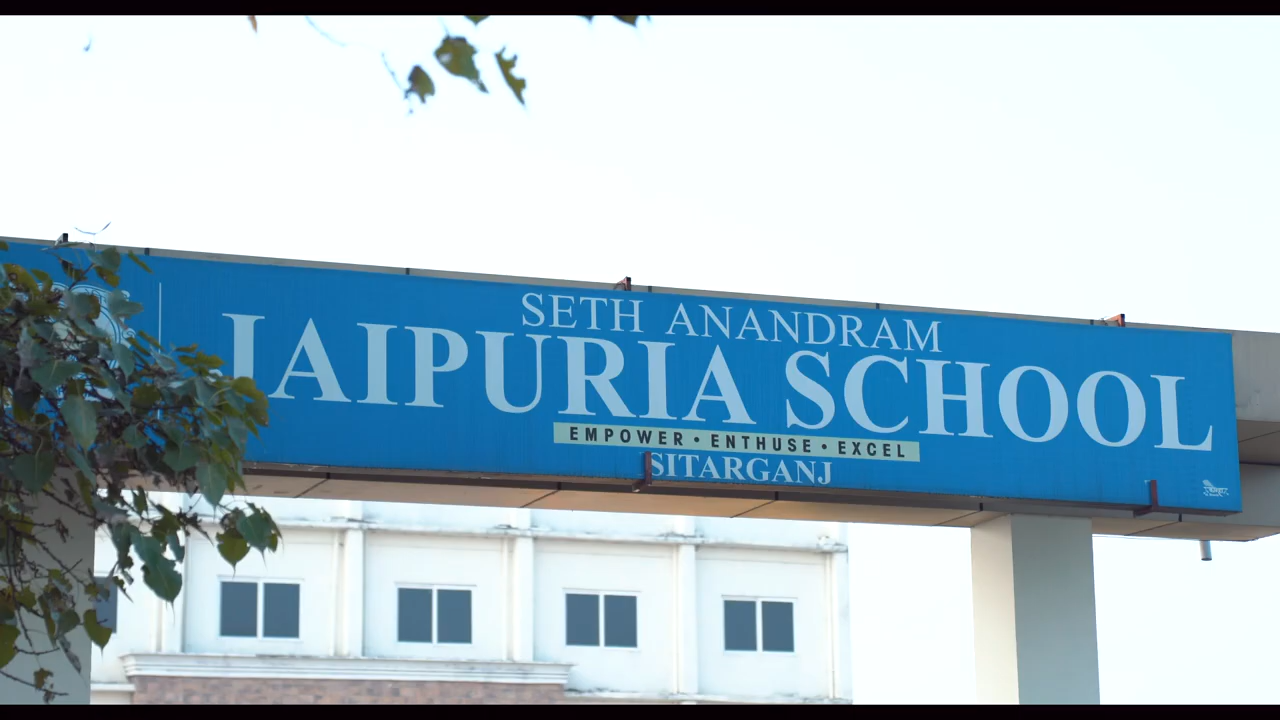 SETH ANANDRAM
JAIPURIA SCHOOL
EMPOWER • ENTHUSE • EXCEL
SITARGANJ